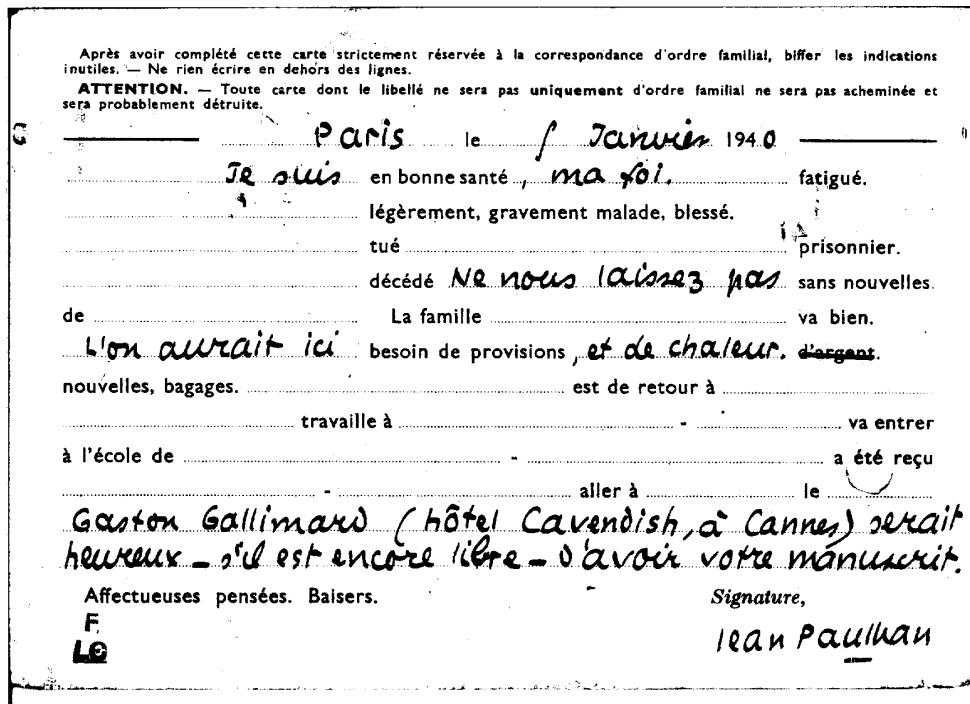 Après avoir complété cette carte strictement réservée à la correspondance d'ordre familial, biffer les indications
inutiles. — Ne rien écrire en dehors des lignes.
ATTENTION. — Toute carte dont le libellé ne sera pas uniquement d'ordre familial ne sera pas acheminée et
sera probablement détruite.
Paris le Janvier 1940
Je suis en bonne santé, ma foi. fatigué.
légèrement, gravement malade, blessé.
tué prisonnier.
décédé Ne nous laissez pas sans nouvelles.
de La famille va bien.
L'on aurait ici besoin de provisions, et de chaleur. d'argent.
nouvelles, bagages. est de retour à
travaille à - va entrer
à l'école de - a été reçu
- aller à le
Gaston Gallimard (hôtel Cavendish, à Cannes) serait
heureux - s'il est encore libre - d'avoir votre manuscrit.
Affectueuses pensées. Baisers. Signature,
F.
Jean Paulhan